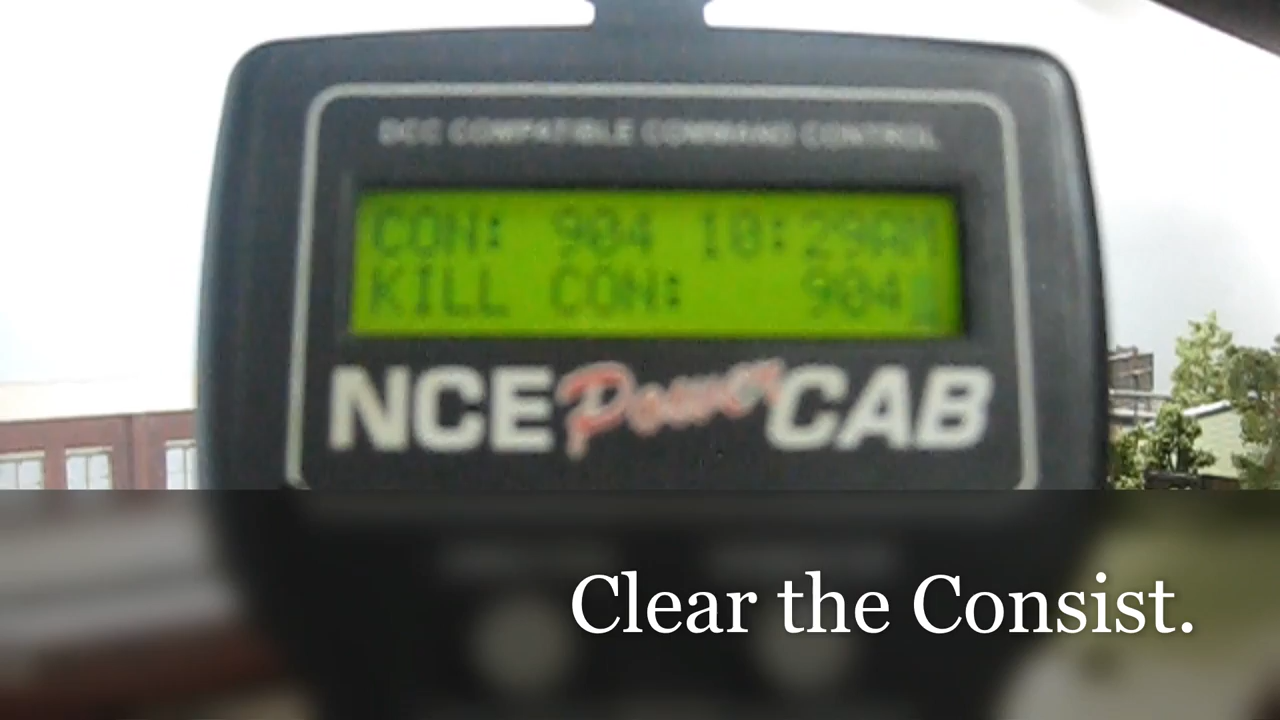 DCC COMPATIBLE COMMAND CONTROL
CON: 904 10:29AM
KILL CON: 904
NCE Power CAB
Clear the Consist.